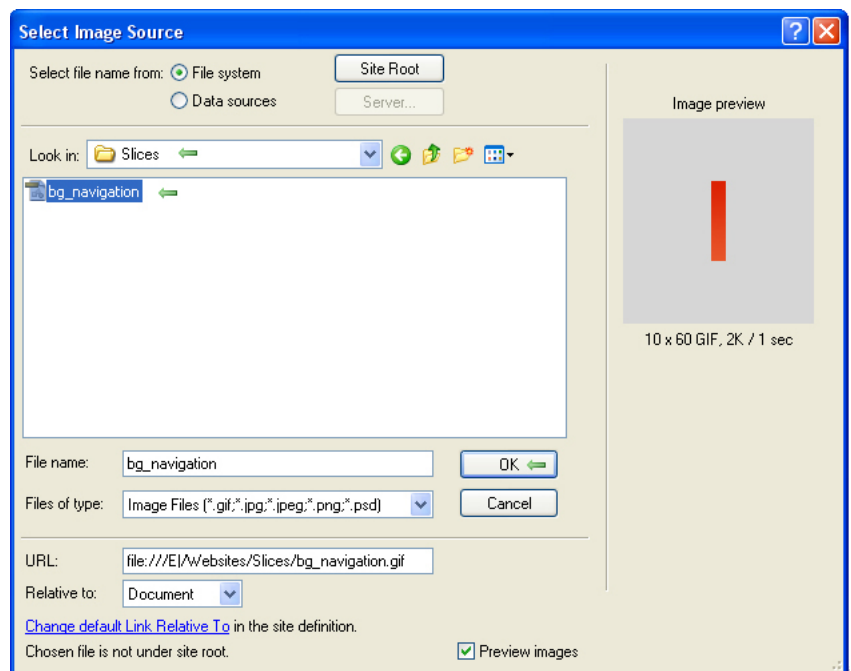 Select Image Source
Select file name from: File system
Site Root
Data sources
Server...
Image preview
Look in: Slices
bg_navigation
10 x 60 GIF, 2K / 1 sec
File name: bg_navigation
OK
Files of type: Image Files (*.gif;*.jpg;*.jpeg;*.png;*.psd)
Cancel
URL: file:///E|/Websites/Slices/bg_navigation.gif
Relative to: Document
Change default Link Relative To in the site definition.
Chosen file is not under site root.
Preview images